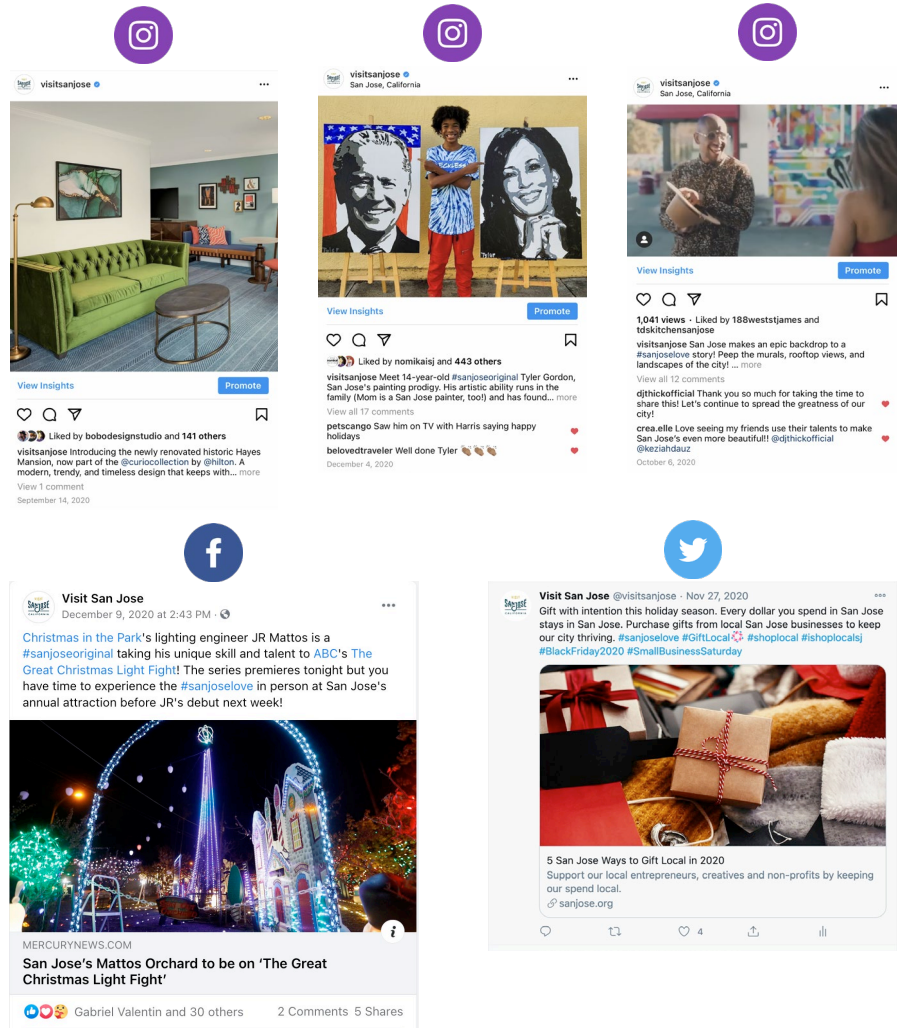 visitsanjose
View Insights
Promote
Liked by bobodesignstudio and 141 others
visitsanjose Introducing the newly renovated historic Hayes
Mansion, now part of the @curiocollection by @hilton. A
modern, trendy, and timeless design that keeps with... more
View 1 comment
September 14, 2020
visitsanjose
San Jose, California
RECKLESS
View Insights
Promote
Liked by nomikaisj and 443 others
visitsanjose Meet 14-year-old #sanjoseoriginal Tyler Gordon,
San Jose's painting prodigy. His artistic ability runs in the
family (Mom is a San Jose painter, too!) and has found... more
View all 17 comments
petscango Saw him on TV with Harris saying happy
holidays
belovedtraveler Well done Tyler 👏🏽👏🏽👏🏽
December 4, 2020
visitsanjose
San Jose, California
View Insights
Promote
1,041 views · Liked by 188weststjames and
tdskitchensanjose
visitsanjose San Jose makes an epic backdrop to a
#sanjoselove story! Peep the murals, rooftop views, and
landscapes of the city! ... more
View all 12 comments
djthickofficial Thank you so much for taking the time to
share this! Let's continue to spread the greatness of our
city!
crea.elle Love seeing my friends use their talents to make
San Jose's even more beautiful!! @djthickofficial
@keziahdauz
October 6, 2020
SAN JOSE
CALIFORNIA
Visit San Jose
December 9, 2020 at 2:43 PM ·
Christmas in the Park's lighting engineer JR Mattos is a
#sanjoseoriginal taking his unique skill and talent to ABC's The
Great Christmas Light Fight! The series premieres tonight but you
have time to experience the #sanjoselove in person at San Jose's
annual attraction before JR's debut next week!
MERCURYNEWS.COM
San Jose's Mattos Orchard to be on 'The Great
Christmas Light Fight'
Gabriel Valentin and 30 others
2 Comments 5 Shares
SAN JOSE
Visit San Jose @visitsanjose · Nov 27, 2020
Gift with intention this holiday season. Every dollar you spend in San Jose
stays in San Jose. Purchase gifts from local San Jose businesses to keep
our city thriving. #sanjoselove #GiftLocal #shoplocal #ishoplocalsj
#BlackFriday2020 #SmallBusinessSaturday
5 San Jose Ways to Gift Local in 2020
Support our local entrepreneurs, creatives and non-profits by keeping
our spend local.
sanjose.org
4